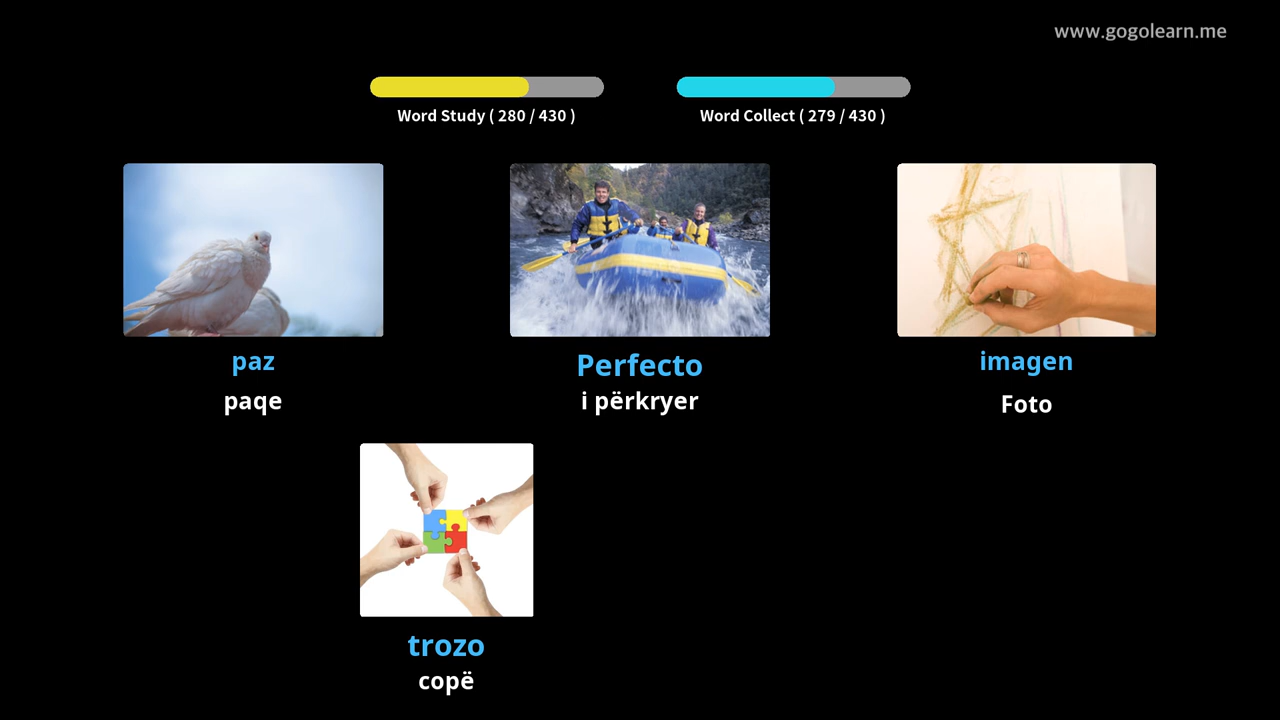 www.gogolearn.me
Word Study ( 280 / 430 )
Word Collect ( 279 / 430 )
paz
paqe
Perfecto
i përkryer
imagen
Foto
trozo
copë